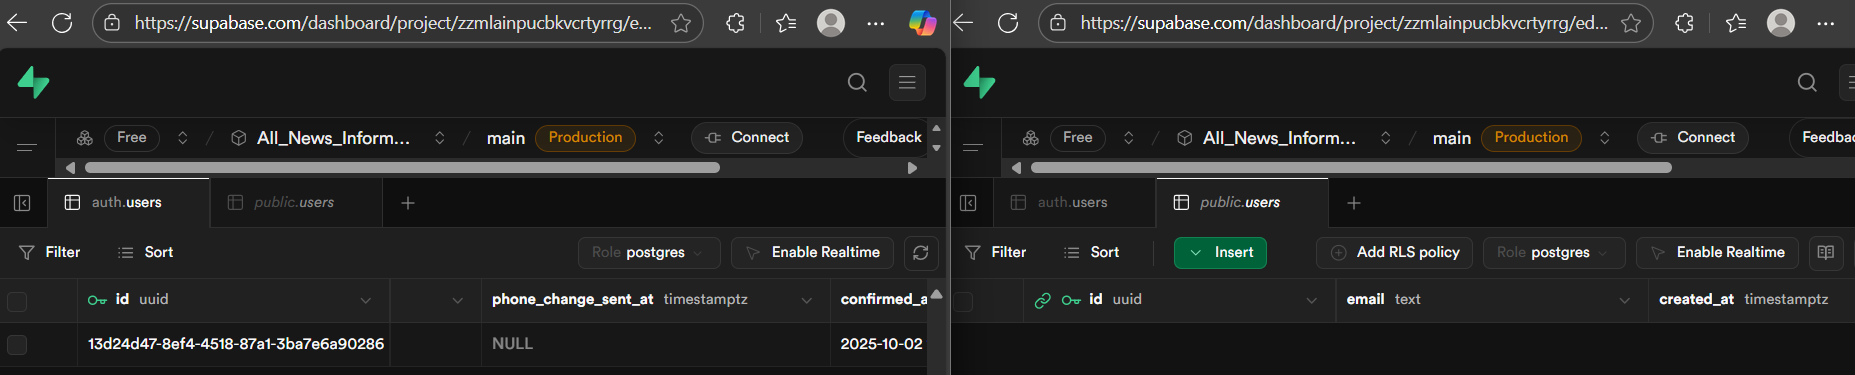 https://supabase.com/dashboard/project/zzmlainpucbkvcrtyrrg/e...
Free / All_News_Inform... / main Production Connect Feedback
auth.users public.users +
Filter Sort Role postgres Enable Realtime
id uuid phone_change_sent_at timestamptz confirmed_a
13d24d47-8ef4-4518-87a1-3ba7e6a90286 NULL 2025-10-02
https://supabase.com/dashboard/project/zzmlainpucbkvcrtyrrg/ed...
Free / All_News_Inform... / main Production Connect Feedbac
auth.users public.users +
Filter Sort Insert Add RLS policy Role postgres Enable Realtime
id uuid email text created_at timestamptz